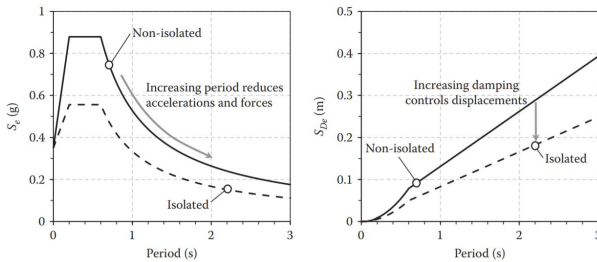 1
0.8
0.6
0.4
0.2
0
0
1
2
3
Se (g)
Period (s)
Non-isolated
Increasing period reduces
accelerations and forces
Isolated
0.5
0.4
0.3
0.2
0.1
0
0
1
2
3
SDe (m)
Period (s)
Increasing damping
controls displacements
Non-isolated
Isolated